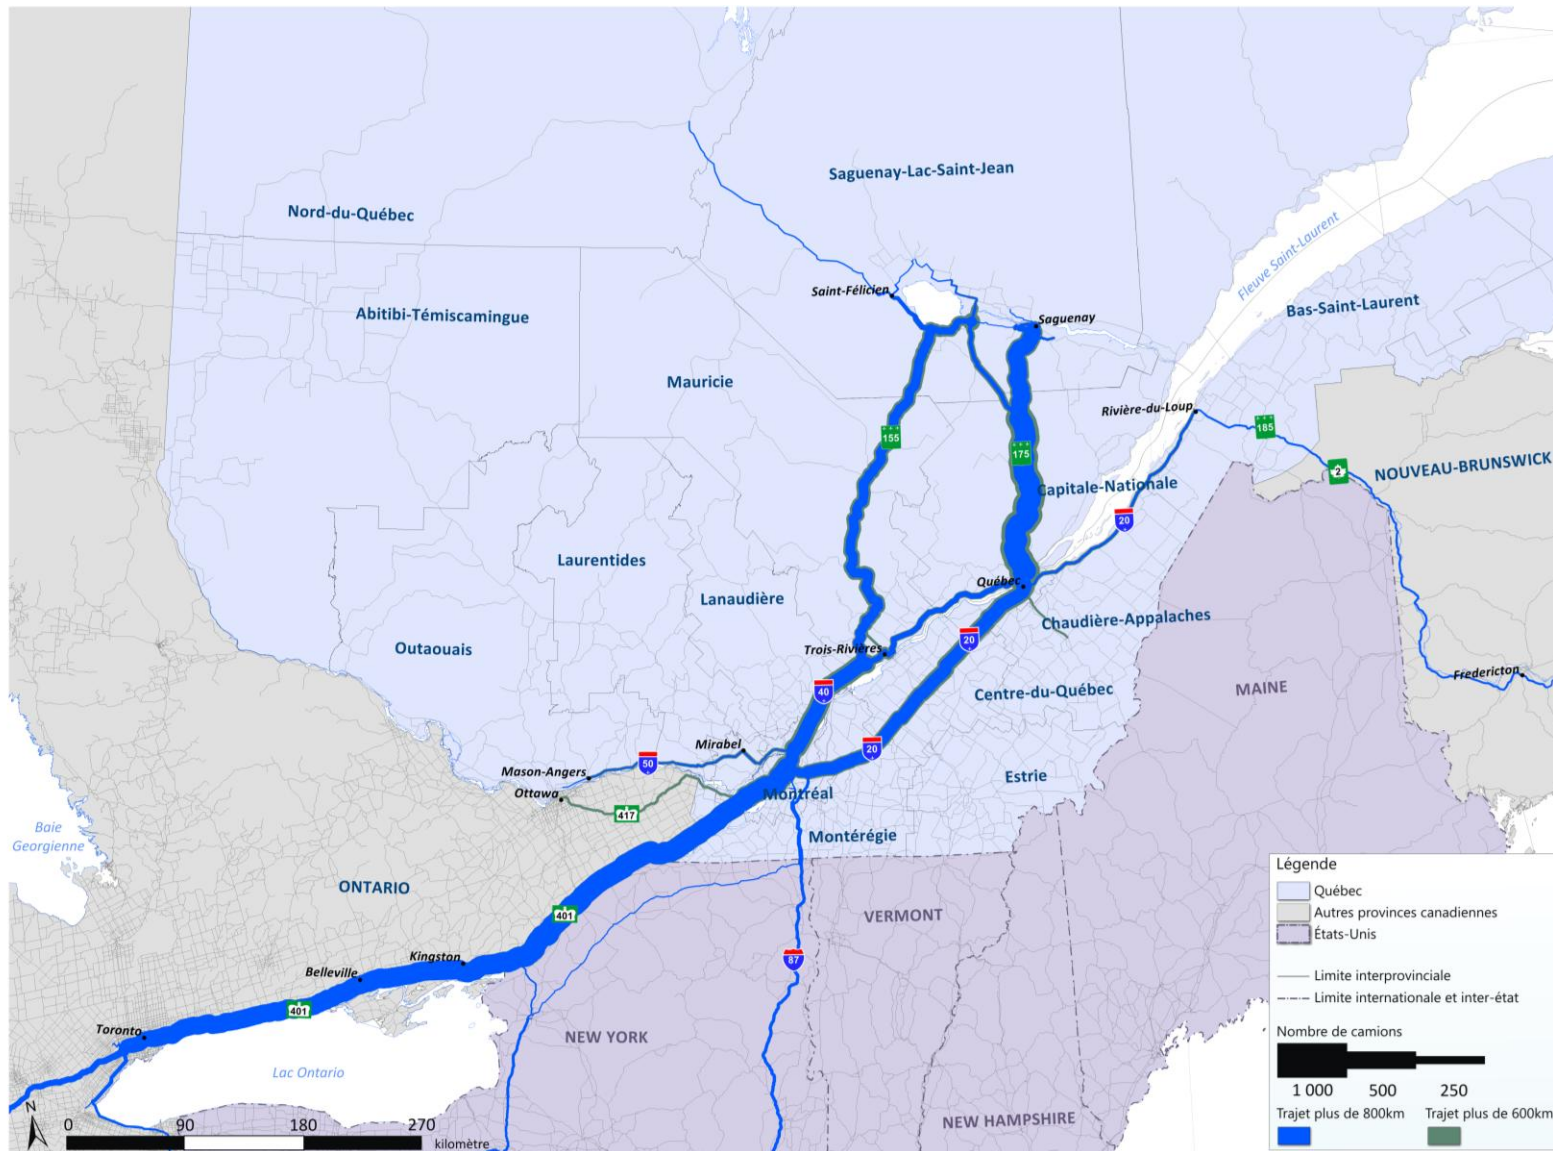 Saguenay-Lac-Saint-Jean
Nord-du-Québec
Fleuve Saint-Laurent
Saint-Félicien
Abitibi-Témiscamingue
Saguenay
Bas-Saint-Laurent
Mauricie
Rivière-du-Loup
155
185
175
2
NOUVEAU-BRUNSWICK
Capitale-Nationale
20
Laurentides
Québec
Lanaudière
Chaudière-Appalaches
20
Outaouais
Trois-Rivières
Fredericton
40
Centre-du-Québec
MAINE
Mirabel
20
50
Mason-Angers
Estrie
Ottawa
Montréal
417
Baie
Georgienne
Montérégie
ONTARIO
401
VERMONT
Kingston
87
Belleville
401
Toronto
NEW YORK
Lac Ontario
NEW HAMPSHIRE
N
0 90 180 270
kilomètre
Légende
Québec
Autres provinces canadiennes
États-Unis
Limite interprovinciale
Limite internationale et inter-état
Nombre de camions
1 000 500 250
Trajet plus de 800km Trajet plus de 600km